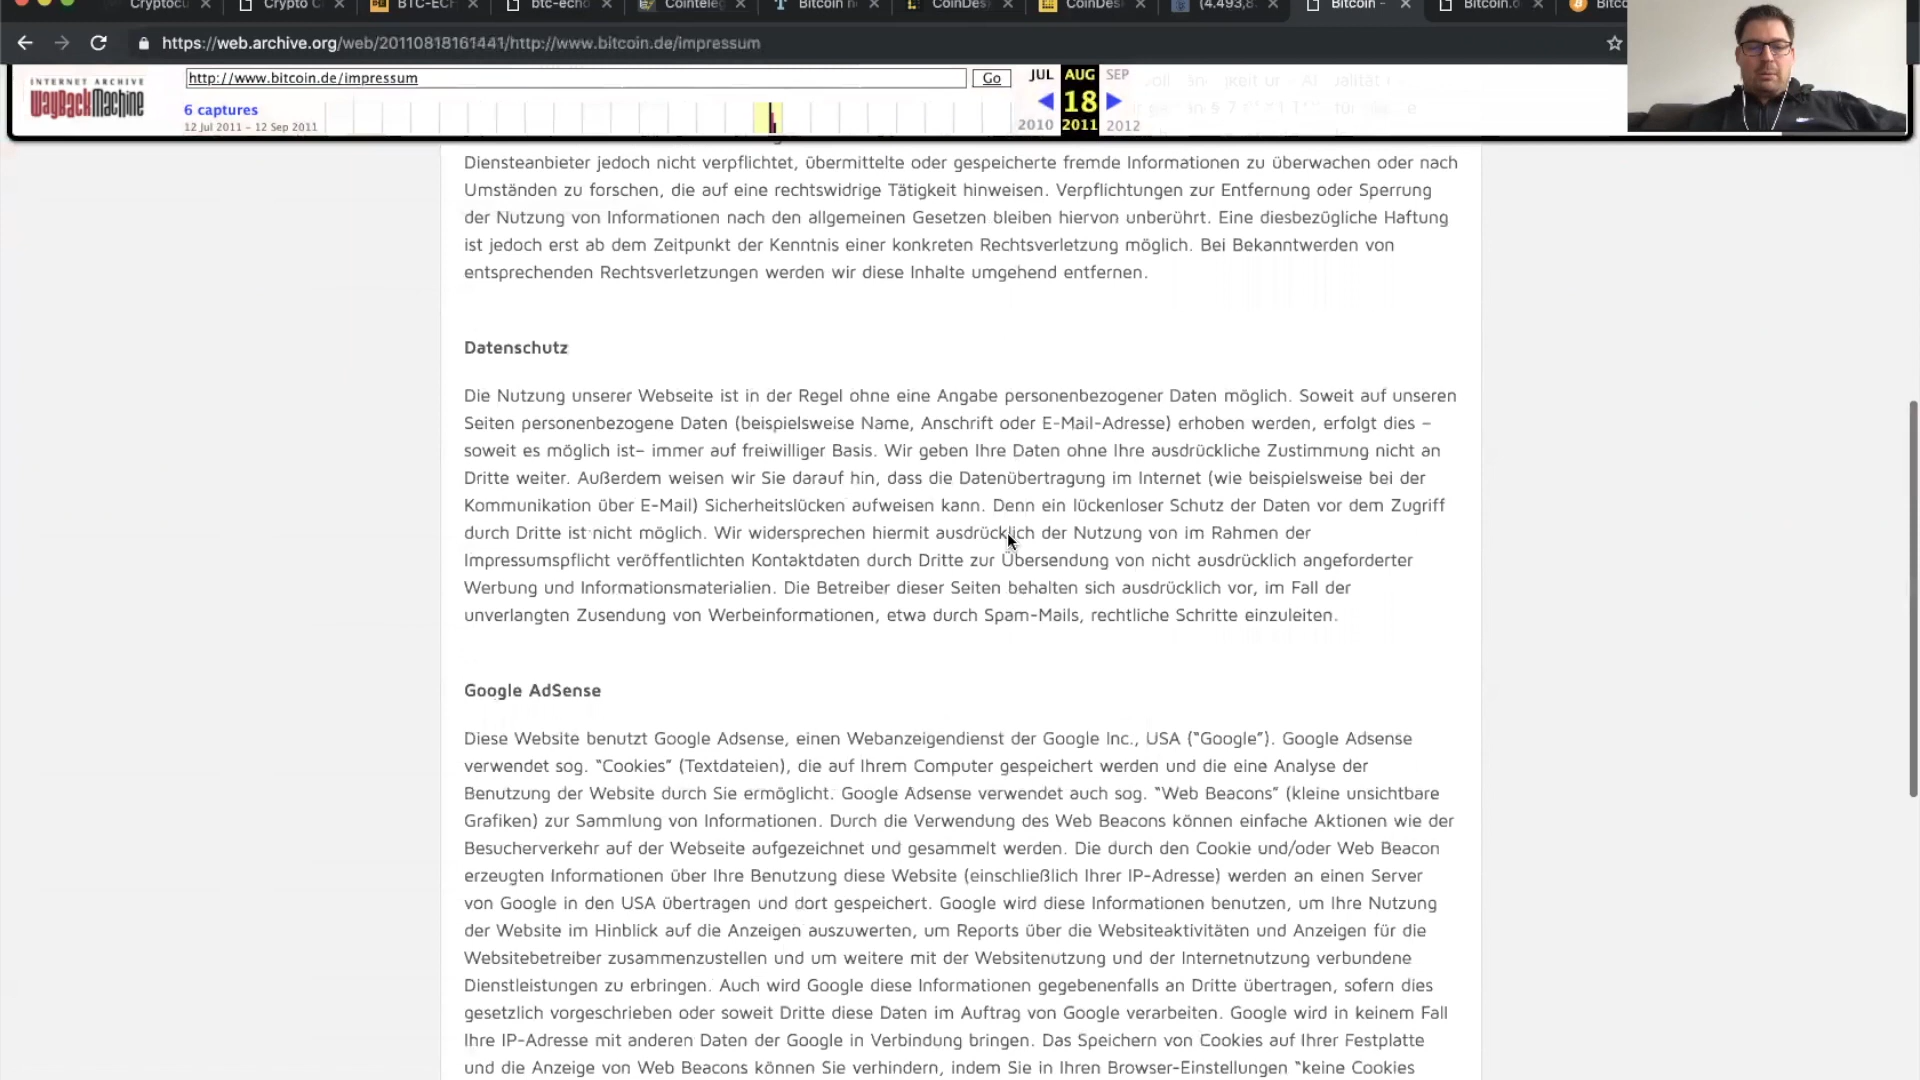 Cryptocu
Crypto C
BTC-ECH
btc-echo
Cointeleg
Bitcoin n
CoinDes
CoinDes
(4.493,8
Bitcoin -
Bitcoin.d
Bitco
https://web.archive.org/web/20110818161441/http://www.bitcoin.de/impressum
INTERNET ARCHIVE
WayBackMachine
http://www.bitcoin.de/impressum
Go
JUL AUG SEP
6 captures
18
12 Jul 2011 – 12 Sep 2011
2010 2011 2012
Diensteanbieter jedoch nicht verpflichtet, übermittelte oder gespeicherte fremde Informationen zu überwachen oder nach
Umständen zu forschen, die auf eine rechtswidrige Tätigkeit hinweisen. Verpflichtungen zur Entfernung oder Sperrung
der Nutzung von Informationen nach den allgemeinen Gesetzen bleiben hiervon unberührt. Eine diesbezügliche Haftung
ist jedoch erst ab dem Zeitpunkt der Kenntnis einer konkreten Rechtsverletzung möglich. Bei Bekanntwerden von
entsprechenden Rechtsverletzungen werden wir diese Inhalte umgehend entfernen.
Datenschutz
Die Nutzung unserer Webseite ist in der Regel ohne eine Angabe personenbezogener Daten möglich. Soweit auf unseren
Seiten personenbezogene Daten (beispielsweise Name, Anschrift oder E-Mail-Adresse) erhoben werden, erfolgt dies –
soweit es möglich ist– immer auf freiwilliger Basis. Wir geben Ihre Daten ohne Ihre ausdrückliche Zustimmung nicht an
Dritte weiter. Außerdem weisen wir Sie darauf hin, dass die Datenübertragung im Internet (wie beispielsweise bei der
Kommunikation über E-Mail) Sicherheitslücken aufweisen kann. Denn ein lückenloser Schutz der Daten vor dem Zugriff
durch Dritte ist nicht möglich. Wir widersprechen hiermit ausdrücklich der Nutzung von im Rahmen der
Impressumspflicht veröffentlichten Kontaktdaten durch Dritte zur Übersendung von nicht ausdrücklich angeforderter
Werbung und Informationsmaterialien. Die Betreiber dieser Seiten behalten sich ausdrücklich vor, im Fall der
unverlangten Zusendung von Werbeinformationen, etwa durch Spam-Mails, rechtliche Schritte einzuleiten.
Google AdSense
Diese Website benutzt Google Adsense, einen Webanzeigendienst der Google Inc., USA (“Google”). Google Adsense
verwendet sog. “Cookies” (Textdateien), die auf Ihrem Computer gespeichert werden und die eine Analyse der
Benutzung der Website durch Sie ermöglicht. Google Adsense verwendet auch sog. “Web Beacons” (kleine unsichtbare
Grafiken) zur Sammlung von Informationen. Durch die Verwendung des Web Beacons können einfache Aktionen wie der
Besucherverkehr auf der Webseite aufgezeichnet und gesammelt werden. Die durch den Cookie und/oder Web Beacon
erzeugten Informationen über Ihre Benutzung diese Website (einschließlich Ihrer IP-Adresse) werden an einen Server
von Google in den USA übertragen und dort gespeichert. Google wird diese Informationen benutzen, um Ihre Nutzung
der Website im Hinblick auf die Anzeigen auszuwerten, um Reports über die Websiteaktivitäten und Anzeigen für die
Websitebetreiber zusammenzustellen und um weitere mit der Websitenutzung und der Internetnutzung verbundene
Dienstleistungen zu erbringen. Auch wird Google diese Informationen gegebenenfalls an Dritte übertragen, sofern dies
gesetzlich vorgeschrieben oder soweit Dritte diese Daten im Auftrag von Google verarbeiten. Google wird in keinem Fall
Ihre IP-Adresse mit anderen Daten der Google in Verbindung bringen. Das Speichern von Cookies auf Ihrer Festplatte
und die Anzeige von Web Beacons können Sie verhindern, indem Sie in Ihren Browser-Einstellungen “keine Cookies